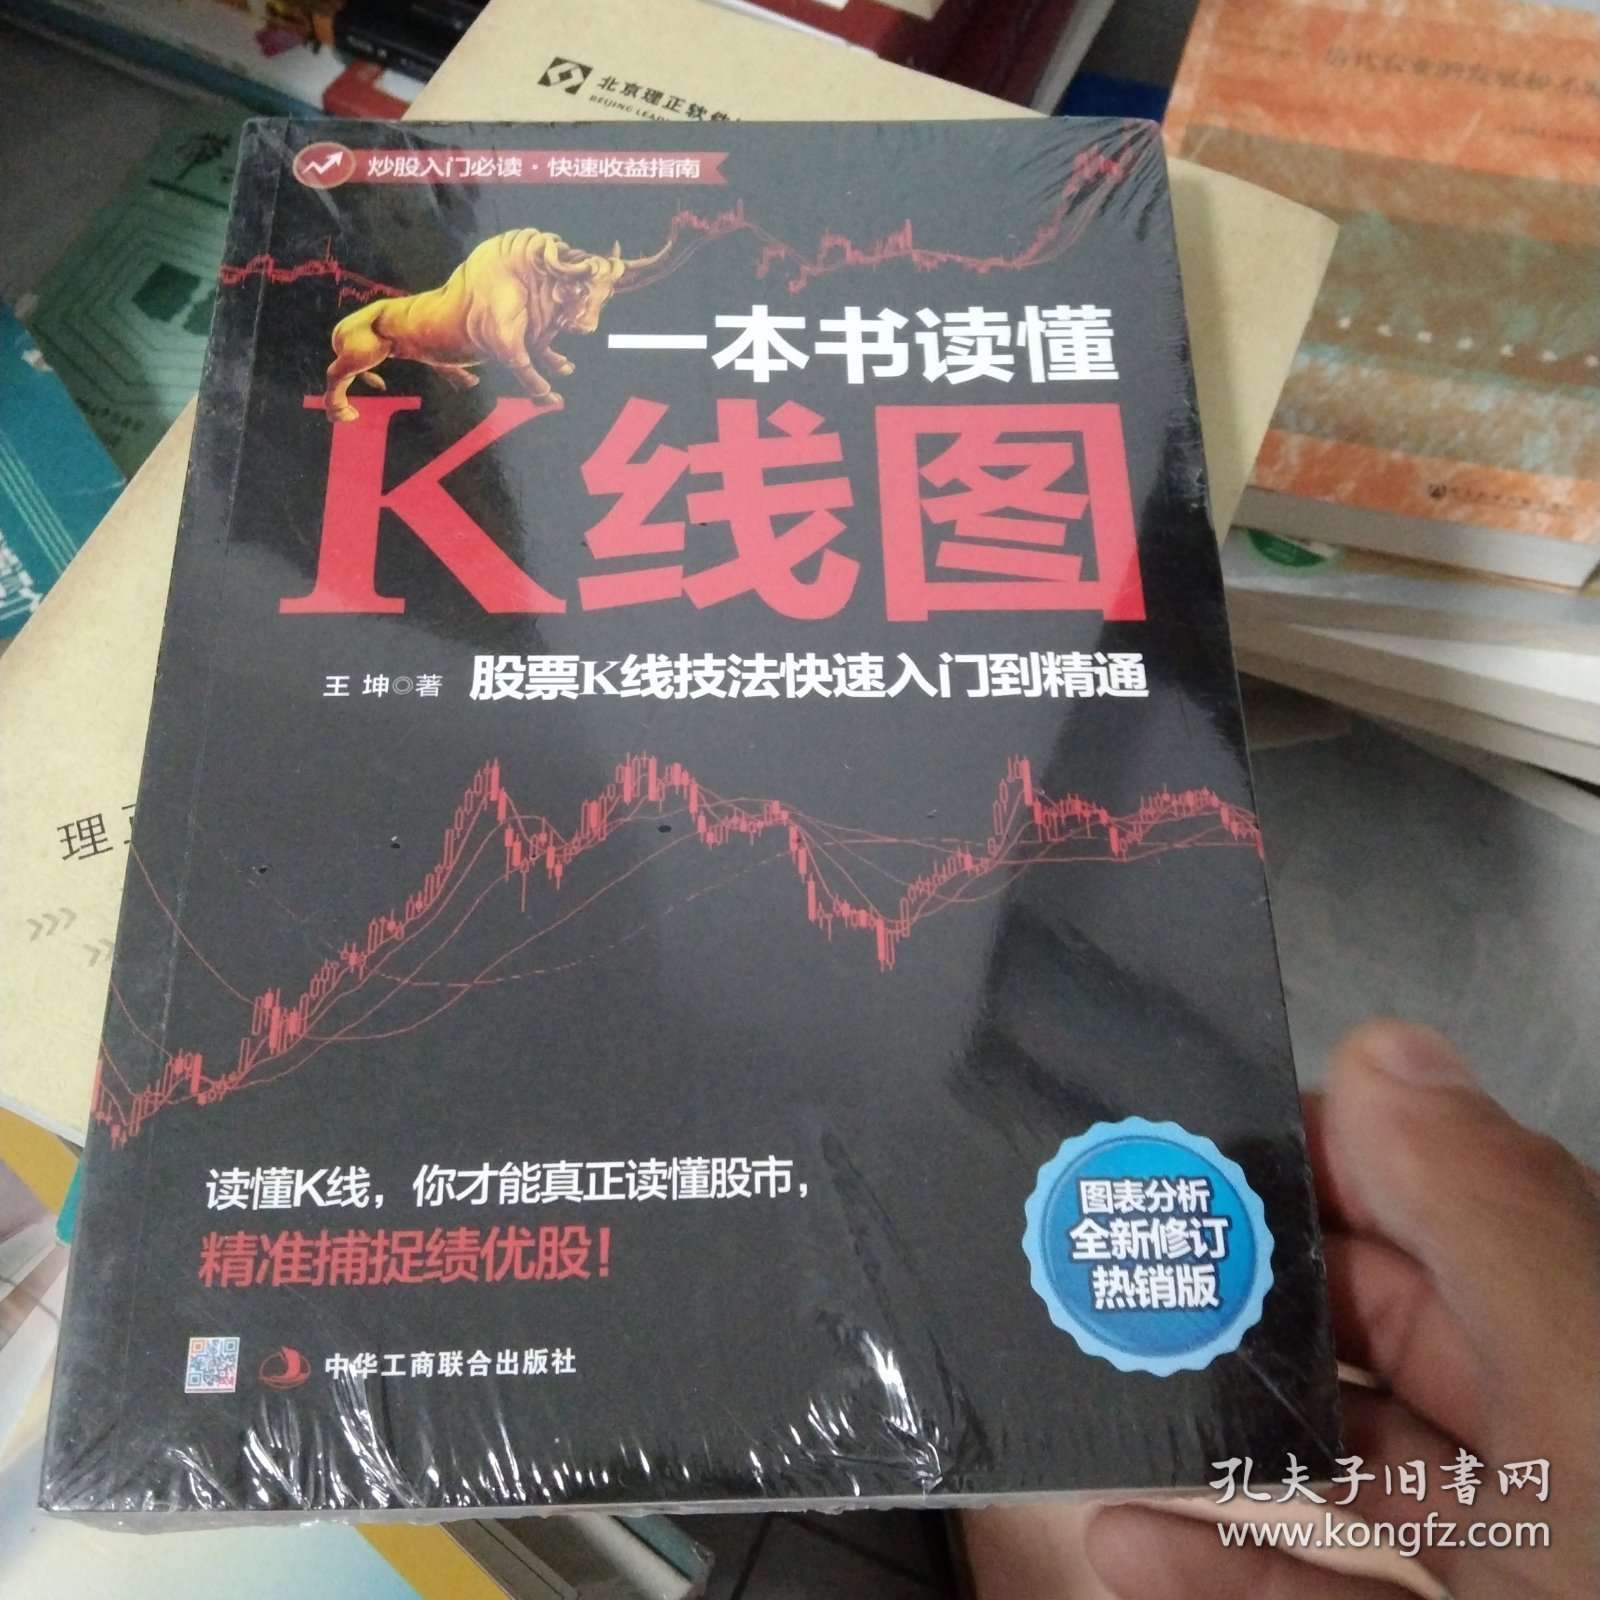 北京理正软件
炒股入门必读·快速收益指南
一本书读懂
K线图
王 坤◎著
股票K线技法快速入门到精通
理
读懂K线，你才能真正读懂股市，
精准捕捉绩优股！
图表分析
全新修订
热销版
中华工商联合出版社
孔夫子旧书网
www.kongfz.com